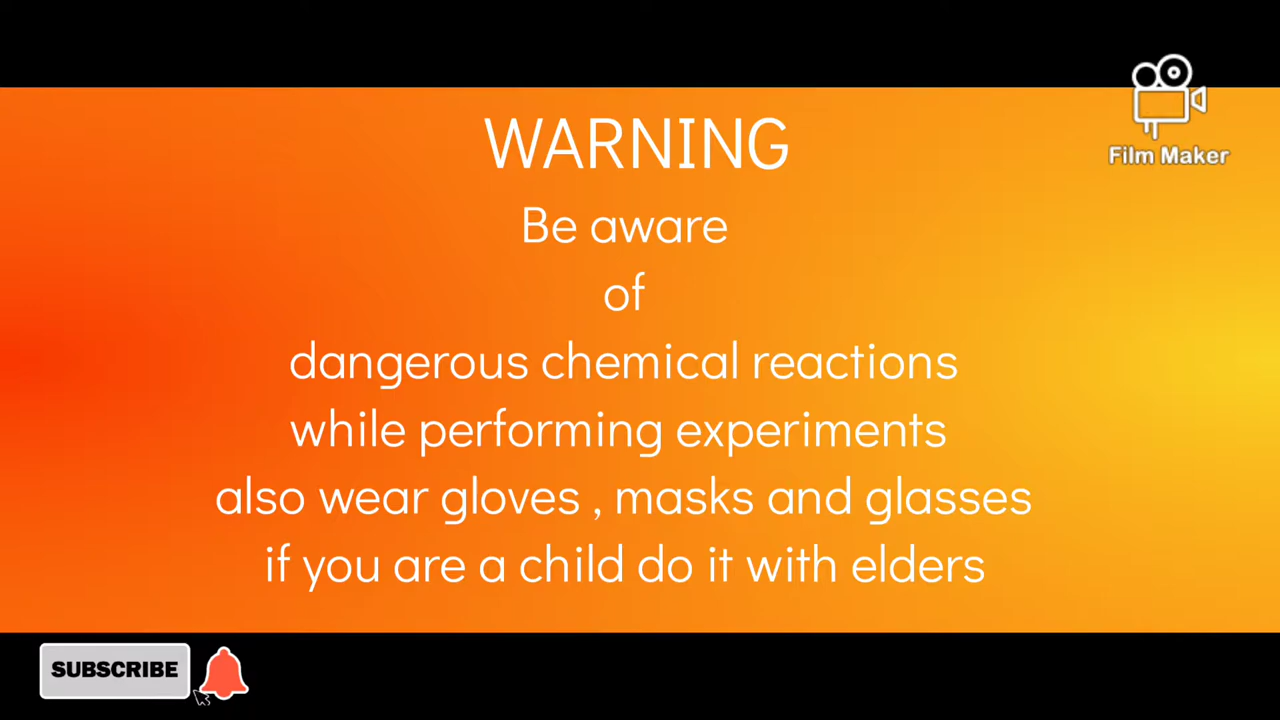 WARNING
Film Maker
Be aware
of
dangerous chemical reactions
while performing experiments
also wear gloves , masks and glasses
if you are a child do it with elders
SUBSCRIBE